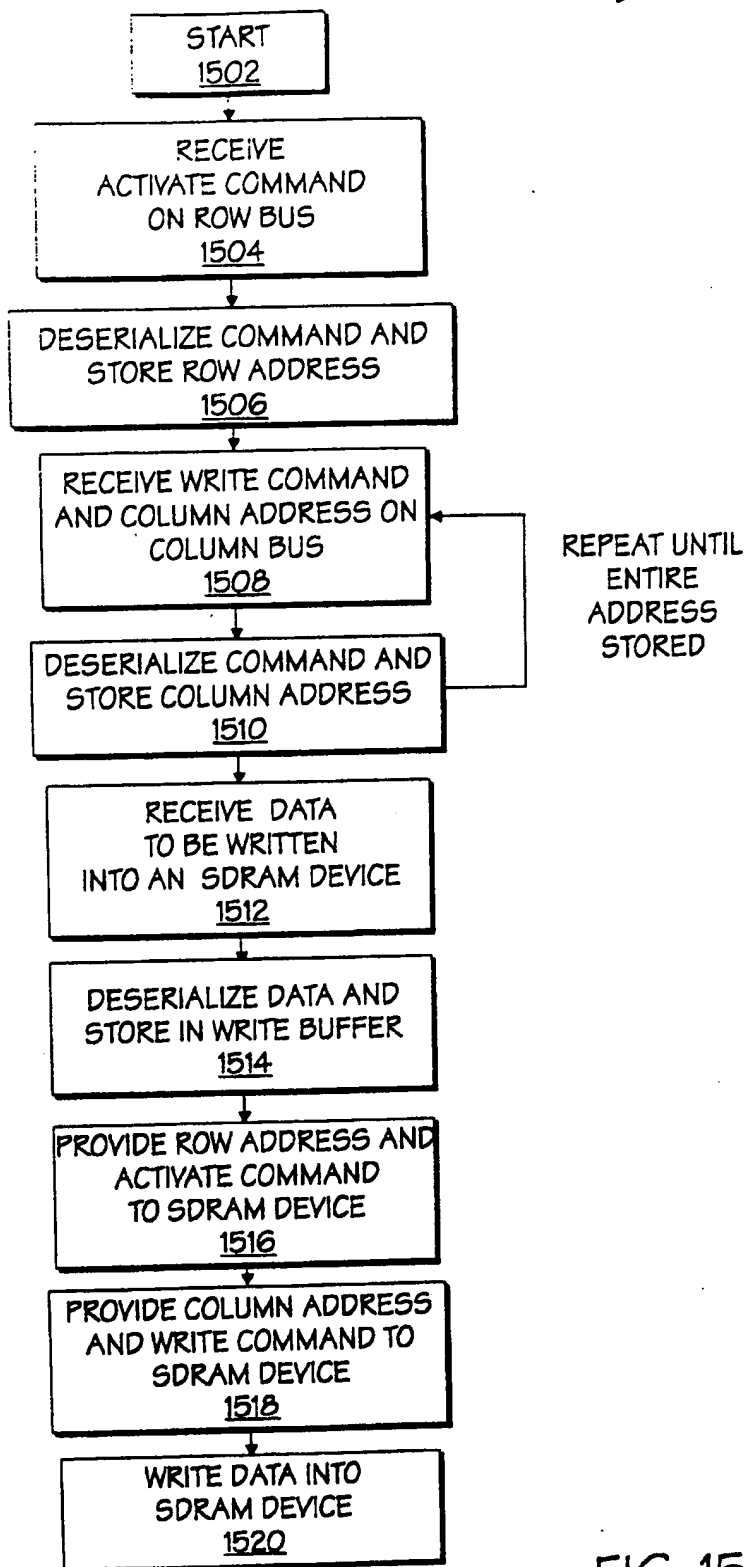 START
1502
RECEIVE
ACTIVATE COMMAND
ON ROW BUS
1504
DESERIALIZE COMMAND AND
STORE ROW ADDRESS
1506
RECEIVE WRITE COMMAND
AND COLUMN ADDRESS ON
COLUMN BUS
1508
REPEAT UNTIL
ENTIRE
ADDRESS
STORED
DESERIALIZE COMMAND AND
STORE COLUMN ADDRESS
1510
RECEIVE DATA
TO BE WRITTEN
INTO AN SDRAM DEVICE
1512
DESERIALIZE DATA AND
STORE IN WRITE BUFFER
1514
PROVIDE ROW ADDRESS AND
ACTIVATE COMMAND
TO SDRAM DEVICE
1516
PROVIDE COLUMN ADDRESS
AND WRITE COMMAND TO
SDRAM DEVICE
1518
WRITE DATA INTO
SDRAM DEVICE
1520
FIG. 15